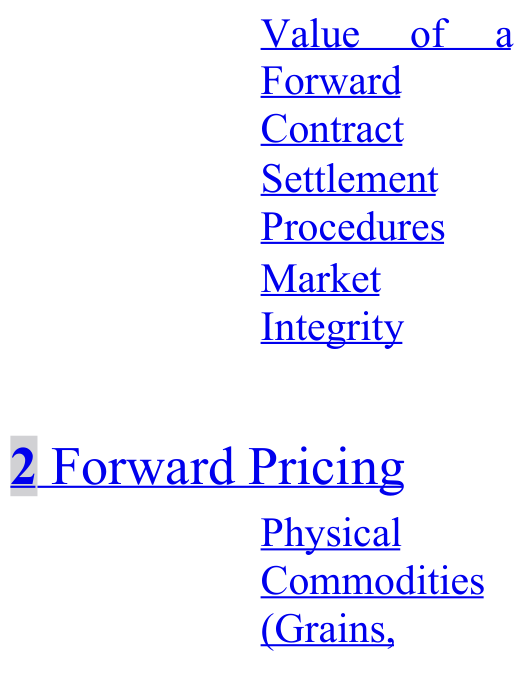 Value of a
Forward
Contract
Settlement
Procedures
Market
Integrity
2 Forward Pricing
Physical
Commodities
(Grains,